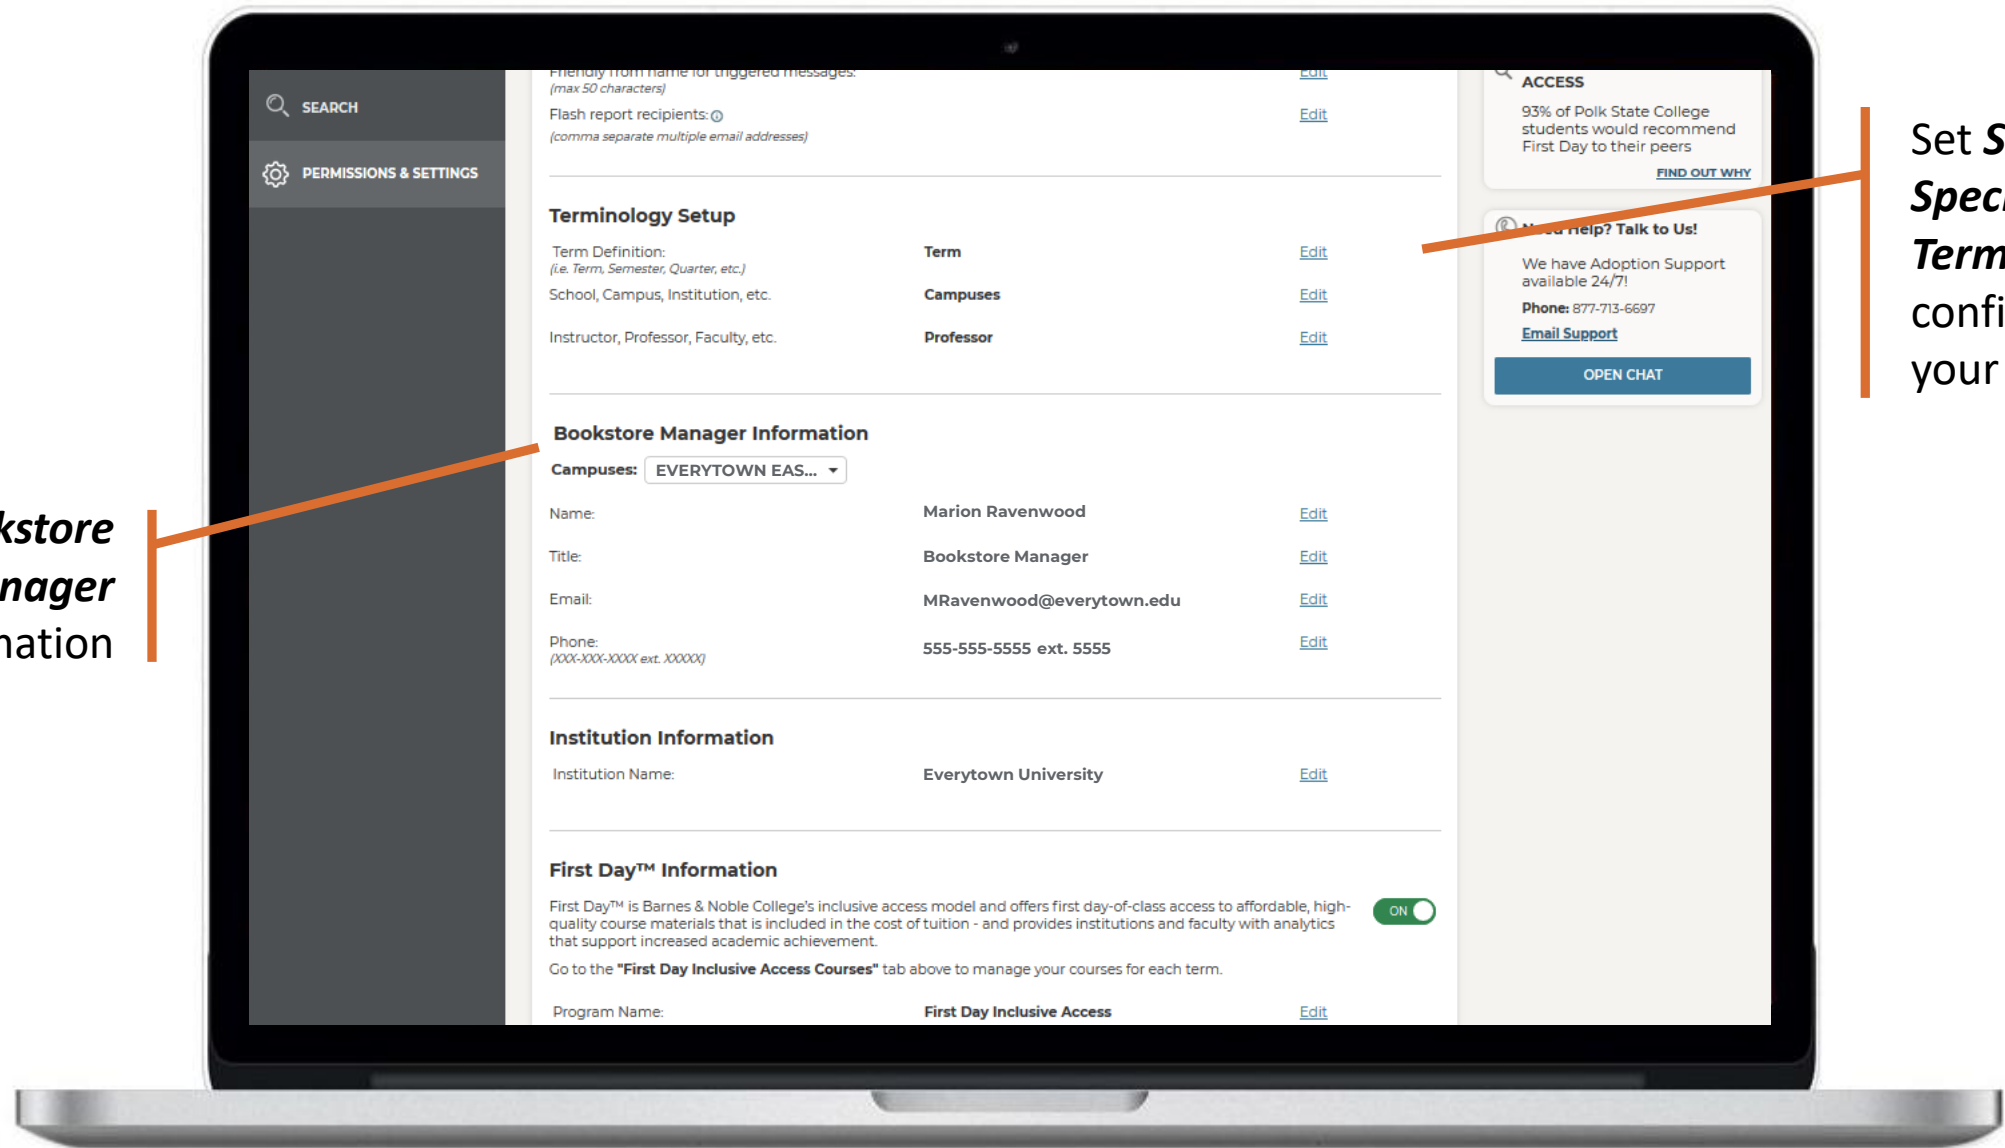 SEARCH
PERMISSIONS & SETTINGS
Friendly from name for triggered messages:
Edit
(max 50 characters)
Flash report recipients:
Edit
(comma separate multiple email addresses)
Terminology Setup
Term Definition:
Term
Edit
(i.e. Term, Semester, Quarter, etc.)
School, Campus, Institution, etc.
Campuses
Edit
Instructor, Professor, Faculty, etc.
Professor
Edit
Bookstore Manager Information
Campuses: EVERYTOWN EAS...
Name:
Marion Ravenwood
Edit
Title:
Bookstore Manager
Edit
Email:
MRavenwood@everytown.edu
Edit
Phone:
555-555-5555 ext. 5555
Edit
(XXX-XXX-XXXX ext. XXXXX)
Institution Information
Institution Name:
Everytown University
Edit
First Day™ Information
First Day™ is Barnes & Noble College's inclusive access model and offers first day-of-class access to affordable, high-
quality course materials that is included in the cost of tuition - and provides institutions and faculty with analytics
that support increased academic achievement.
ON
Go to the "First Day Inclusive Access Courses" tab above to manage your courses for each term.
Program Name:
First Day Inclusive Access
Edit
ACCESS
93% of Polk State College
students would recommend
First Day to their peers
FIND OUT WHY
Need Help? Talk to Us!
We have Adoption Support
available 24/7!
Phone: 877-713-6697
Email Support
OPEN CHAT
Set S
Speci
Term
confi
your
kstore
nager
nation